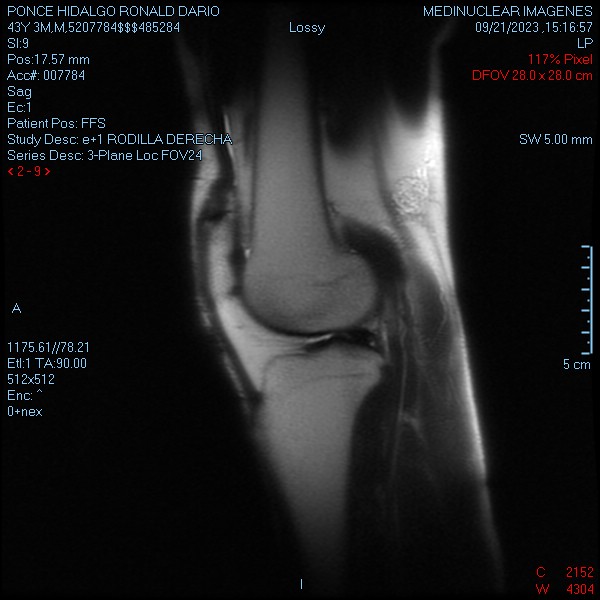 PONCE HIDALGO RONALD DARIO
43Y 3M,M,5207784$$$485284
Sl:9
Pos:17.57 mm
Acc#: 007784
Sag
Ec:1
Patient Pos: FFS
Study Desc: e+1 RODILLA DERECHA
Series Desc: 3-Plane Loc FOV24
< 2 - 9 >
Lossy
MEDINUCLEAR IMAGENES
09/21/2023 ,15:16:57
LP
117% Pixel
DFOV 28.0 x 28.0 cm
SW 5.00 mm
A
1175.61//78.21
Etl:1 TA:90.00
512x512
Enc: ^
0+nex
5 cm
I
C 2152
W 4304